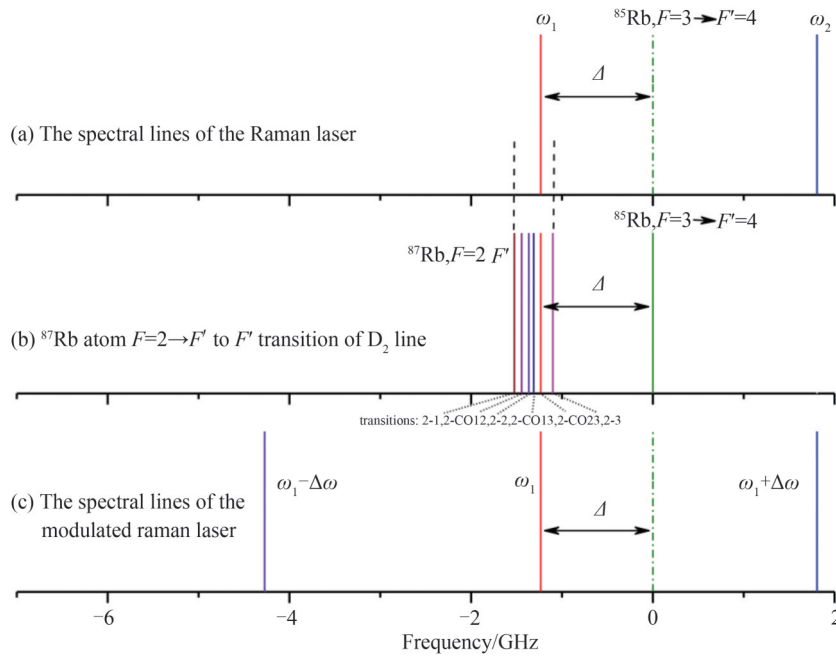 ω₁
⁸⁵Rb,F=3→F′=4
ω₂
Δ
(a) The spectral lines of the Raman laser
⁸⁵Rb,F=3→F′=4
⁸⁷Rb,F=2 F′
Δ
(b) ⁸⁷Rb atom F=2→F′ to F′ transition of D₂ line
transitions: 2-1,2-CO12,2-2,2-CO13,2-CO23,2-3
(c) The spectral lines of the
modulated raman laser
ω₁−Δω
ω₁
Δ
ω₁+Δω
−6 −4 −2 0 2
Frequency/GHz